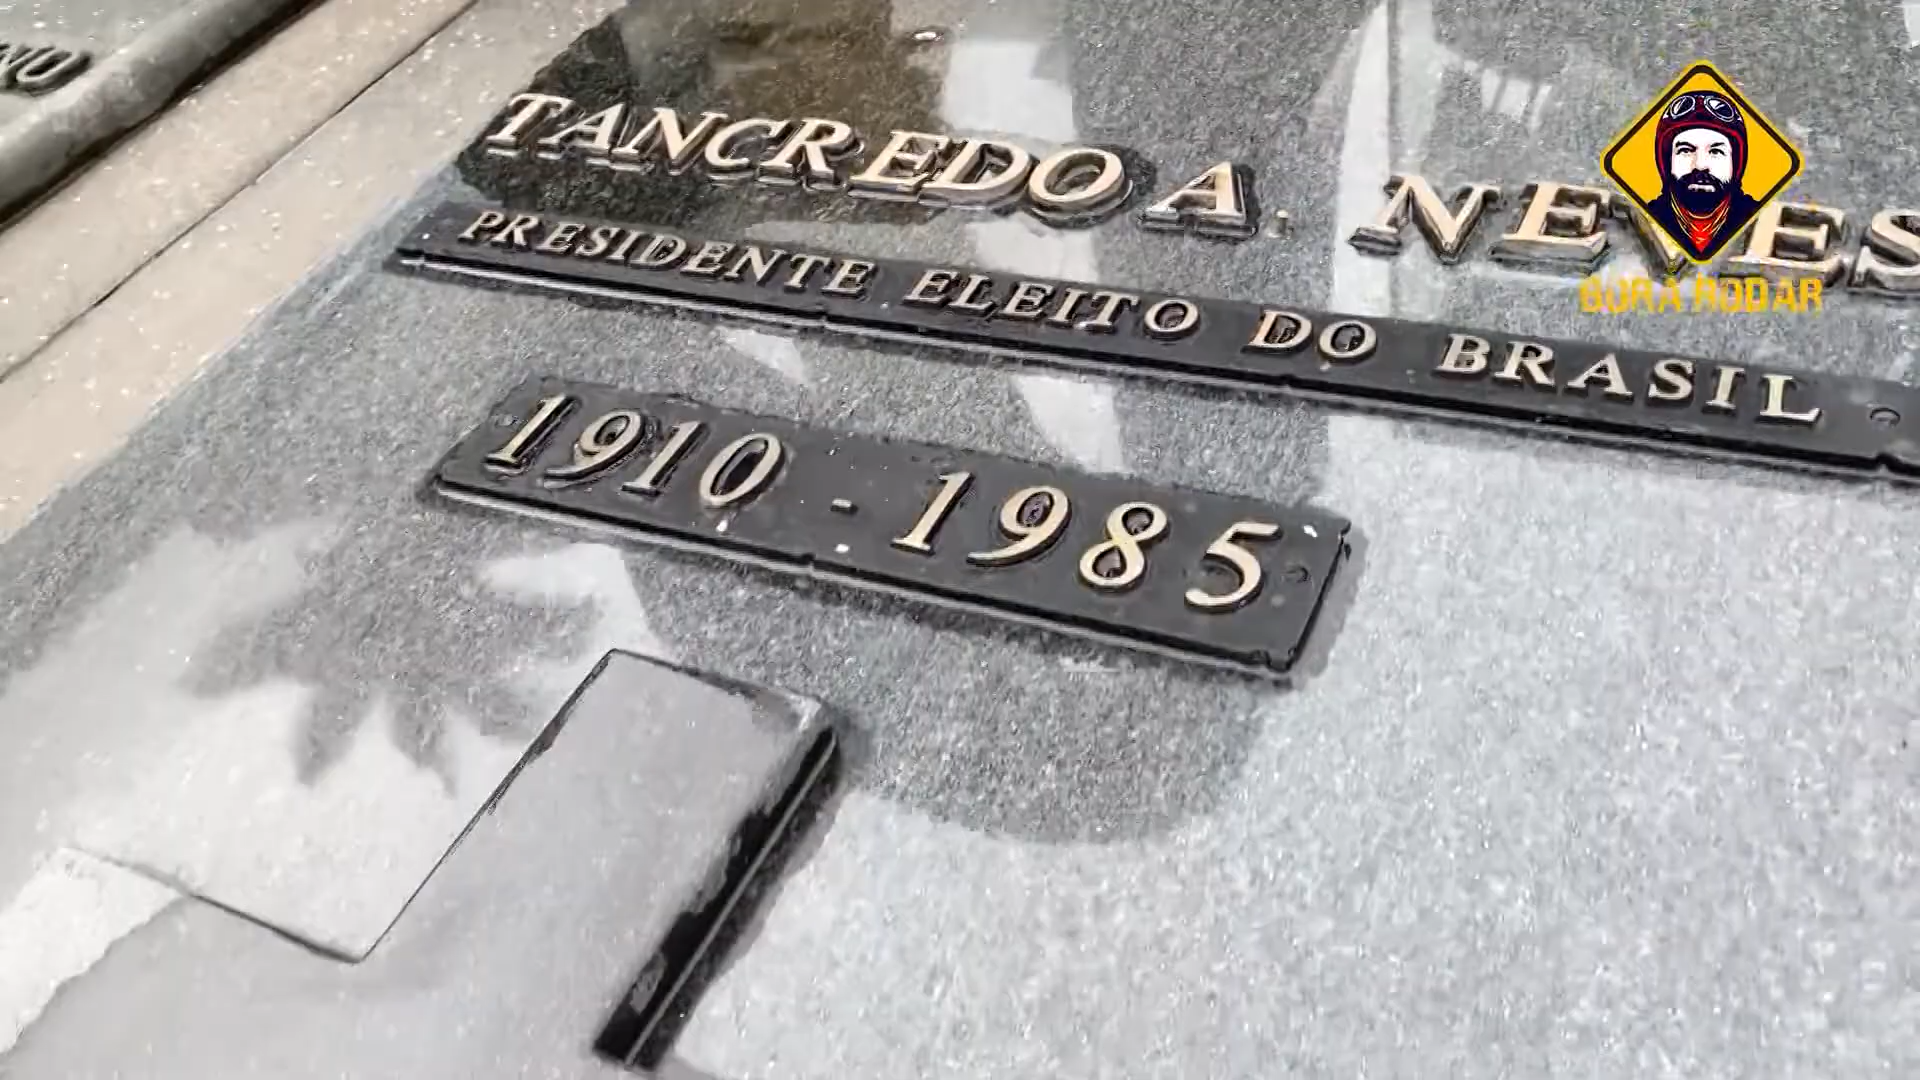 TANCREDO A. NEVES
PRESIDENTE ELEITO DO BRASIL
1910 - 1985
BORA RODAR